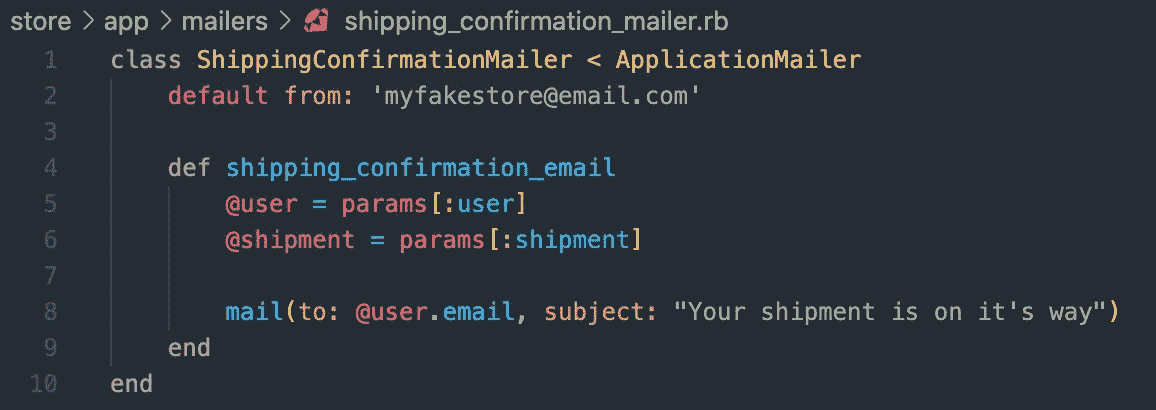 store > app > mailers > shipping_confirmation_mailer.rb
1 class ShippingConfirmationMailer < ApplicationMailer
2 default from: 'myfakestore@email.com'
3
4 def shipping_confirmation_email
5 @user = params[:user]
6 @shipment = params[:shipment]
7
8 mail(to: @user.email, subject: "Your shipment is on it's way")
9 end
10 end